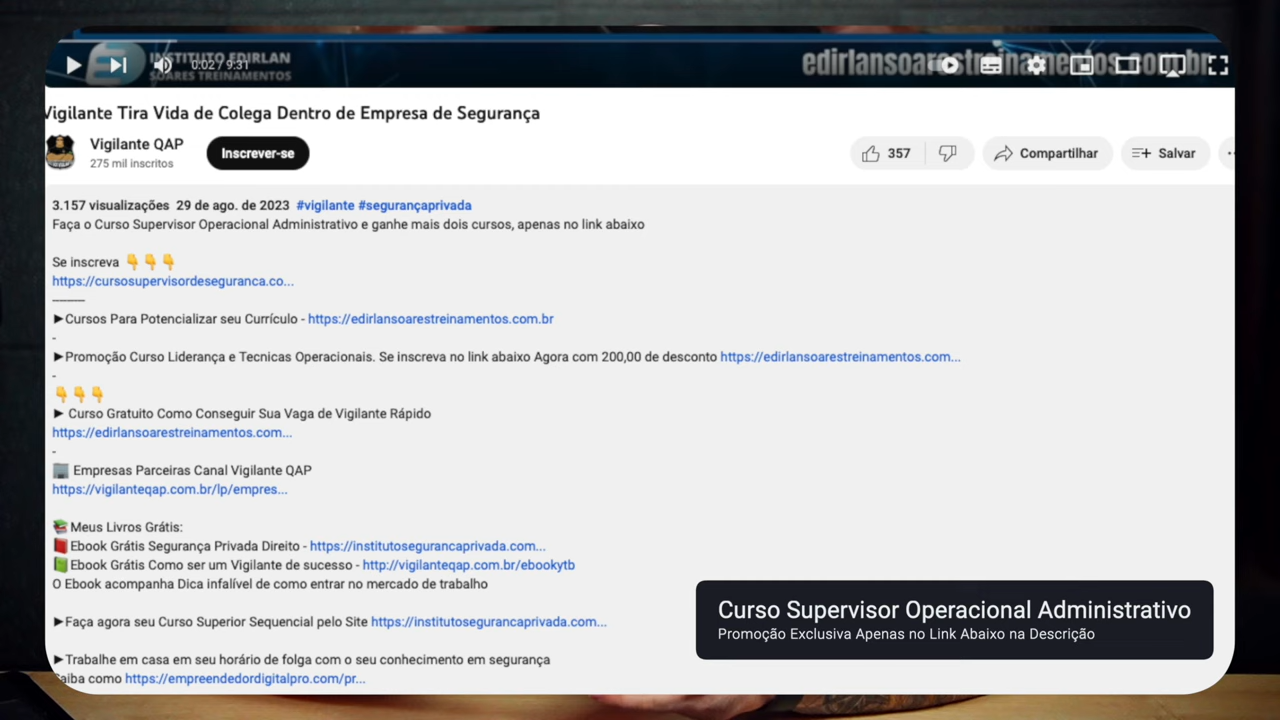 INSTITUTO EDIRLAN
SOARES TREINAMENTOS
0:02 / 9:31
edirlansoarestreinamentos.com.br
Vigilante Tira Vida de Colega Dentro de Empresa de Segurança
Vigilante QAP
275 mil inscritos
Inscrever-se
357
Compartilhar
Salvar
3.157 visualizações 29 de ago. de 2023 #vigilante #segurançaprivada
Faça o Curso Supervisor Operacional Administrativo e ganhe mais dois cursos, apenas no link abaixo
Se inscreva 👇👇👇
https://cursosupervisordeseguranca.co...
---------
►Cursos Para Potencializar seu Currículo - https://edirlansoarestreinamentos.com.br
-
►Promoção Curso Liderança e Tecnicas Operacionais. Se inscreva no link abaixo Agora com 200,00 de desconto https://edirlansoarestreinamentos.com...
-
👇👇👇
► Curso Gratuito Como Conseguir Sua Vaga de Vigilante Rápido
https://edirlansoarestreinamentos.com...
-
🏢 Empresas Parceiras Canal Vigilante QAP
https://vigilanteqap.com.br/lp/empres...
📚Meus Livros Grátis:
📕Ebook Grátis Segurança Privada Direito - https://institutosegurancaprivada.com...
📗Ebook Grátis Como ser um Vigilante de sucesso - http://vigilanteqap.com.br/ebookytb
O Ebook acompanha Dica infalível de como entrar no mercado de trabalho
►Faça agora seu Curso Superior Sequencial pelo Site https://institutosegurancaprivada.com...
►Trabalhe em casa em seu horário de folga com o seu conhecimento em segurança
Saiba como https://empreendedordigitalpro.com/pr...
Curso Supervisor Operacional Administrativo
Promoção Exclusiva Apenas no Link Abaixo na Descrição